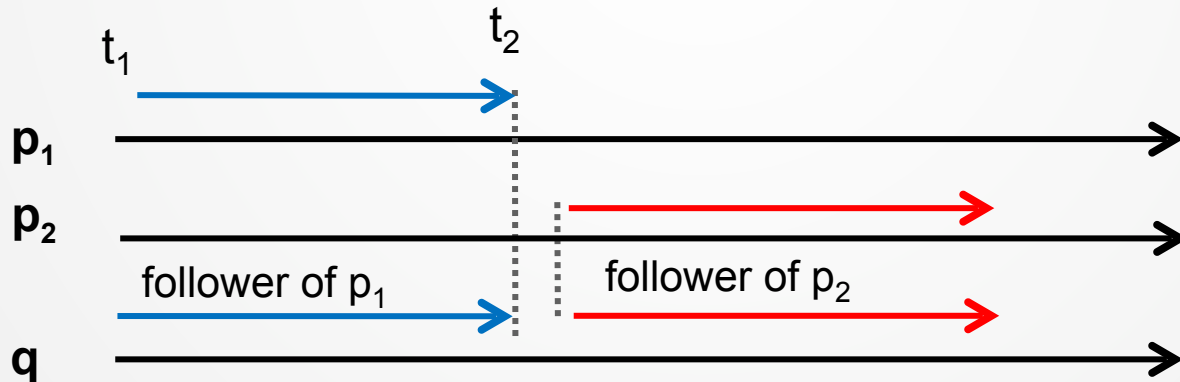 t₁
t₂
p₁
p₂
follower of p₁
follower of p₂
q